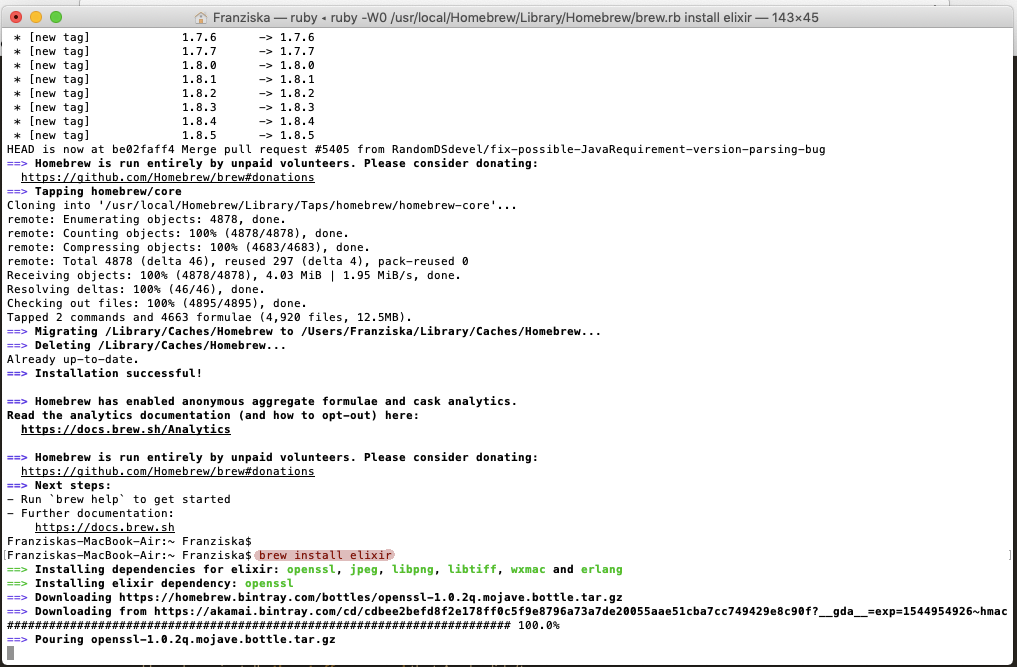 Franziska — ruby ◂ ruby -W0 /usr/local/Homebrew/Library/Homebrew/brew.rb install elixir — 143×45
* [new tag]             1.7.6      -> 1.7.6
* [new tag]             1.7.7      -> 1.7.7
* [new tag]             1.8.0      -> 1.8.0
* [new tag]             1.8.1      -> 1.8.1
* [new tag]             1.8.2      -> 1.8.2
* [new tag]             1.8.3      -> 1.8.3
* [new tag]             1.8.4      -> 1.8.4
* [new tag]             1.8.5      -> 1.8.5
HEAD is now at be02faff4 Merge pull request #5405 from RandomDSdevel/fix-possible-JavaRequirement-version-parsing-bug
==> Homebrew is run entirely by unpaid volunteers. Please consider donating:
https://github.com/Homebrew/brew#donations
==> Tapping homebrew/core
Cloning into '/usr/local/Homebrew/Library/Taps/homebrew/homebrew-core'...
remote: Enumerating objects: 4878, done.
remote: Counting objects: 100% (4878/4878), done.
remote: Compressing objects: 100% (4683/4683), done.
remote: Total 4878 (delta 46), reused 297 (delta 4), pack-reused 0
Receiving objects: 100% (4878/4878), 4.03 MiB | 1.95 MiB/s, done.
Resolving deltas: 100% (46/46), done.
Checking out files: 100% (4895/4895), done.
Tapped 2 commands and 4663 formulae (4,920 files, 12.5MB).
==> Migrating /Library/Caches/Homebrew to /Users/Franziska/Library/Caches/Homebrew...
==> Deleting /Library/Caches/Homebrew...
Already up-to-date.
==> Installation successful!
==> Homebrew has enabled anonymous aggregate formulae and cask analytics.
Read the analytics documentation (and how to opt-out) here:
https://docs.brew.sh/Analytics
==> Homebrew is run entirely by unpaid volunteers. Please consider donating:
https://github.com/Homebrew/brew#donations
==> Next steps:
- Run `brew help` to get started
- Further documentation:
https://docs.brew.sh
Franziskas-MacBook-Air:~ Franziska$
[Franziskas-MacBook-Air:~ Franziska$ brew install elixir ]
==> Installing dependencies for elixir: openssl, jpeg, libpng, libtiff, wxmac and erlang
==> Installing elixir dependency: openssl
==> Downloading https://homebrew.bintray.com/bottles/openssl-1.0.2q.mojave.bottle.tar.gz
==> Downloading from https://akamai.bintray.com/cd/cdbee2befd8f2e178ff0c5f9e8796a73a7de20055aae51cba7cc749429e8c90f?__gda__=exp=1544954926~hmac
######################################################################## 100.0%
==> Pouring openssl-1.0.2q.mojave.bottle.tar.gz